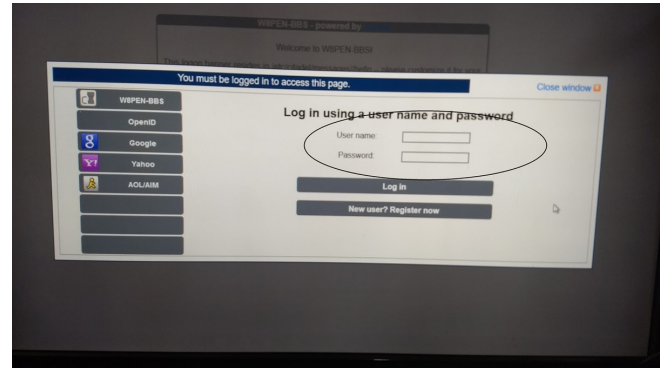 W8PEN-BBS - powered by
Welcome to W8PEN-BBS!
You must be logged in to access this page.
Close window
W8PEN-BBS
OpenID
Google
Yahoo
AOL/AIM
Log in using a user name and password
User name:
Password:
Log in
New user? Register now